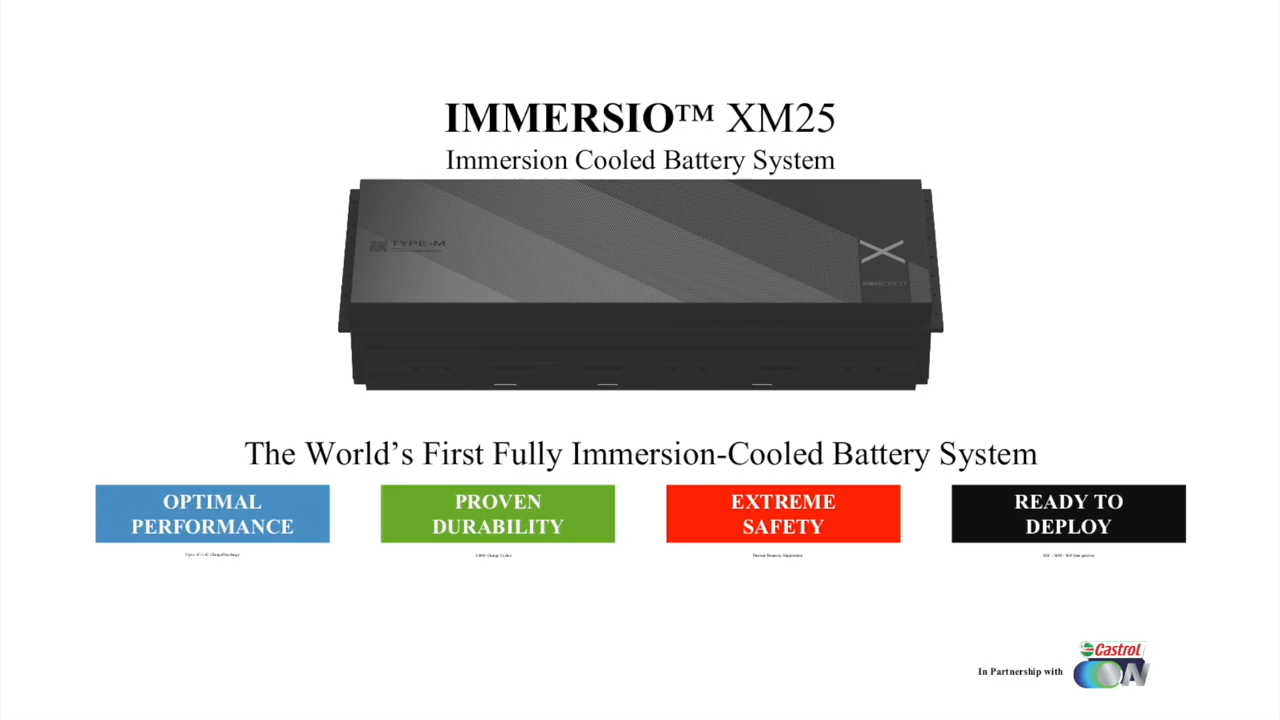 IMMERSIO™ XM25
Immersion Cooled Battery System
TYPE-M
The World’s First Fully Immersion-Cooled Battery System
OPTIMAL
PERFORMANCE
PROVEN
DURABILITY
EXTREME
SAFETY
READY TO
DEPLOY
In Partnership with
Castrol
ON